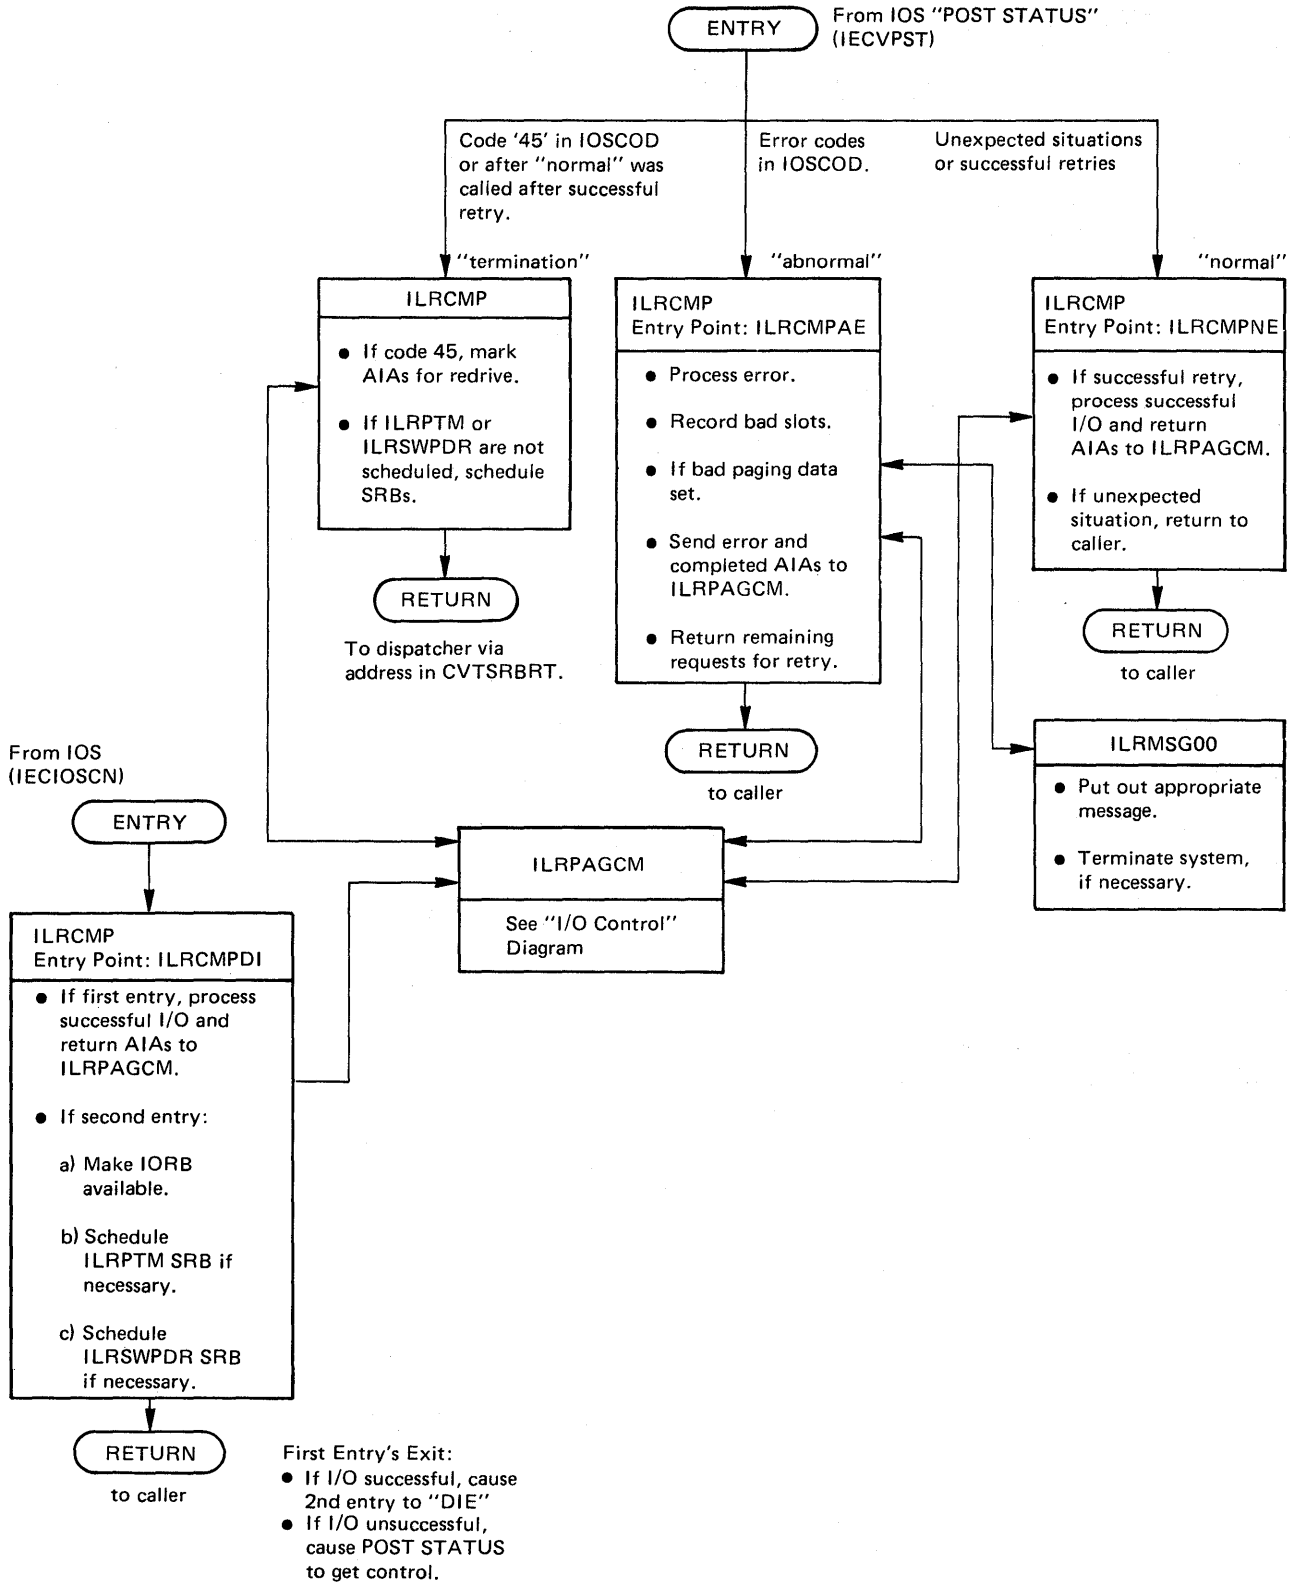 ENTRY
From IOS "POST STATUS"
(IECVPST)
Code '45' in IOSCOD
or after "normal" was
called after successful
retry.
Error codes
in IOSCOD.
Unexpected situations
or successful retries
"termination"
ILRCMP
● If code 45, mark
AIAs for redrive.
● If ILRPTM or
ILRSWPDR are not
scheduled, schedule
SRBs.
RETURN
To dispatcher via
address in CVTSRBRT.
"abnormal"
ILRCMP
Entry Point: ILRCMPAE
● Process error.
● Record bad slots.
● If bad paging data
set.
● Send error and
completed AIAs to
ILRPAGCM.
● Return remaining
requests for retry.
RETURN
to caller
"normal"
ILRCMP
Entry Point: ILRCMPNE
● If successful retry,
process successful
I/O and return
AIAs to ILRPAGCM.
● If unexpected
situation, return to
caller.
RETURN
to caller
ILRMSG00
● Put out appropriate
message.
● Terminate system,
if necessary.
From IOS
(IECIOSCN)
ENTRY
ILRCMP
Entry Point: ILRCMPDI
● If first entry, process
successful I/O and
return AIAs to
ILRPAGCM.
● If second entry:
a) Make IORB
available.
b) Schedule
ILRPTM SRB if
necessary.
c) Schedule
ILRSWPDR SRB
if necessary.
RETURN
to caller
ILRPAGCM
See "I/O Control"
Diagram
First Entry's Exit:
● If I/O successful, cause
2nd entry to "DIE"
● If I/O unsuccessful,
cause POST STATUS
to get control.